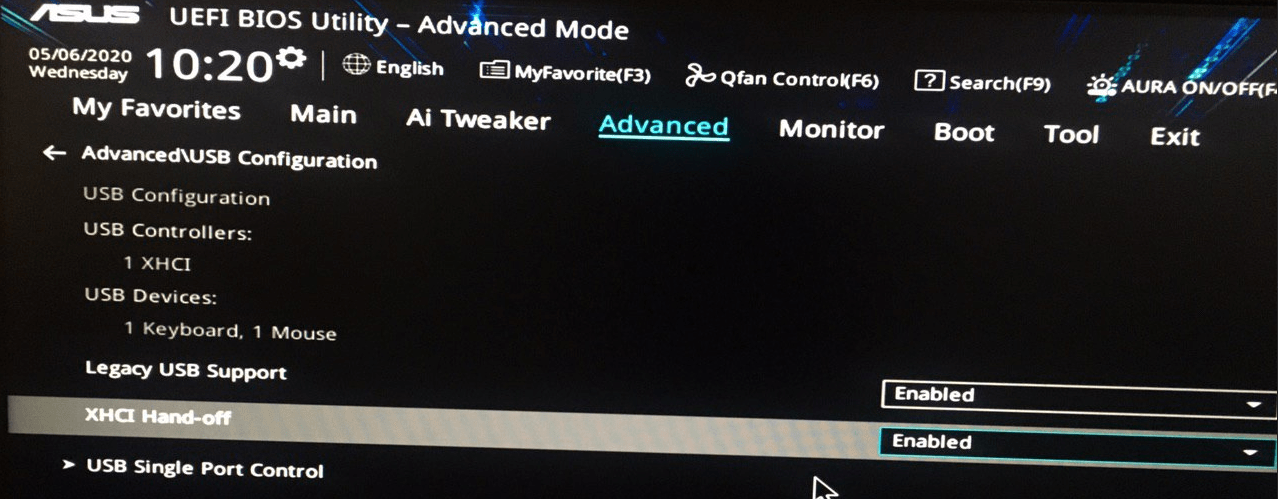 ASUS UEFI BIOS Utility – Advanced Mode
05/06/2020 10:20 English MyFavorite(F3) Qfan Control(F6) ? Search(F9) AURA ON/OFF(F
Wednesday
My Favorites Main Ai Tweaker Advanced Monitor Boot Tool Exit
← Advanced\USB Configuration
USB Configuration
USB Controllers:
1 XHCI
USB Devices:
1 Keyboard, 1 Mouse
Legacy USB Support Enabled
XHCI Hand-off Enabled
USB Single Port Control